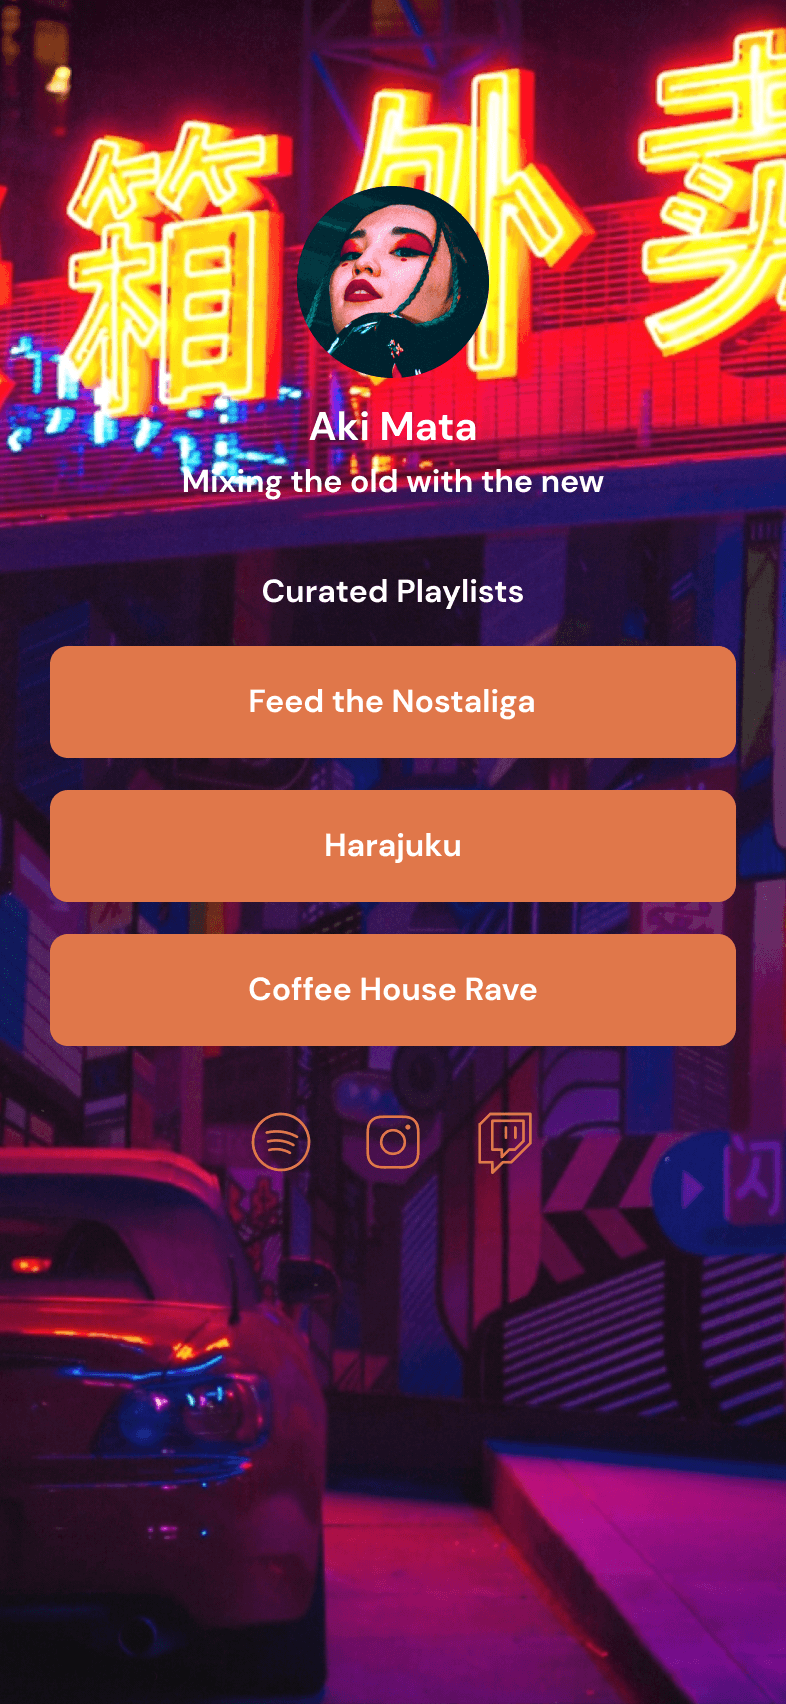 箱外卖
Aki Mata
Mixing the old with the new
Curated Playlists
Feed the Nostaliga
Harajuku
Coffee House Rave
闪